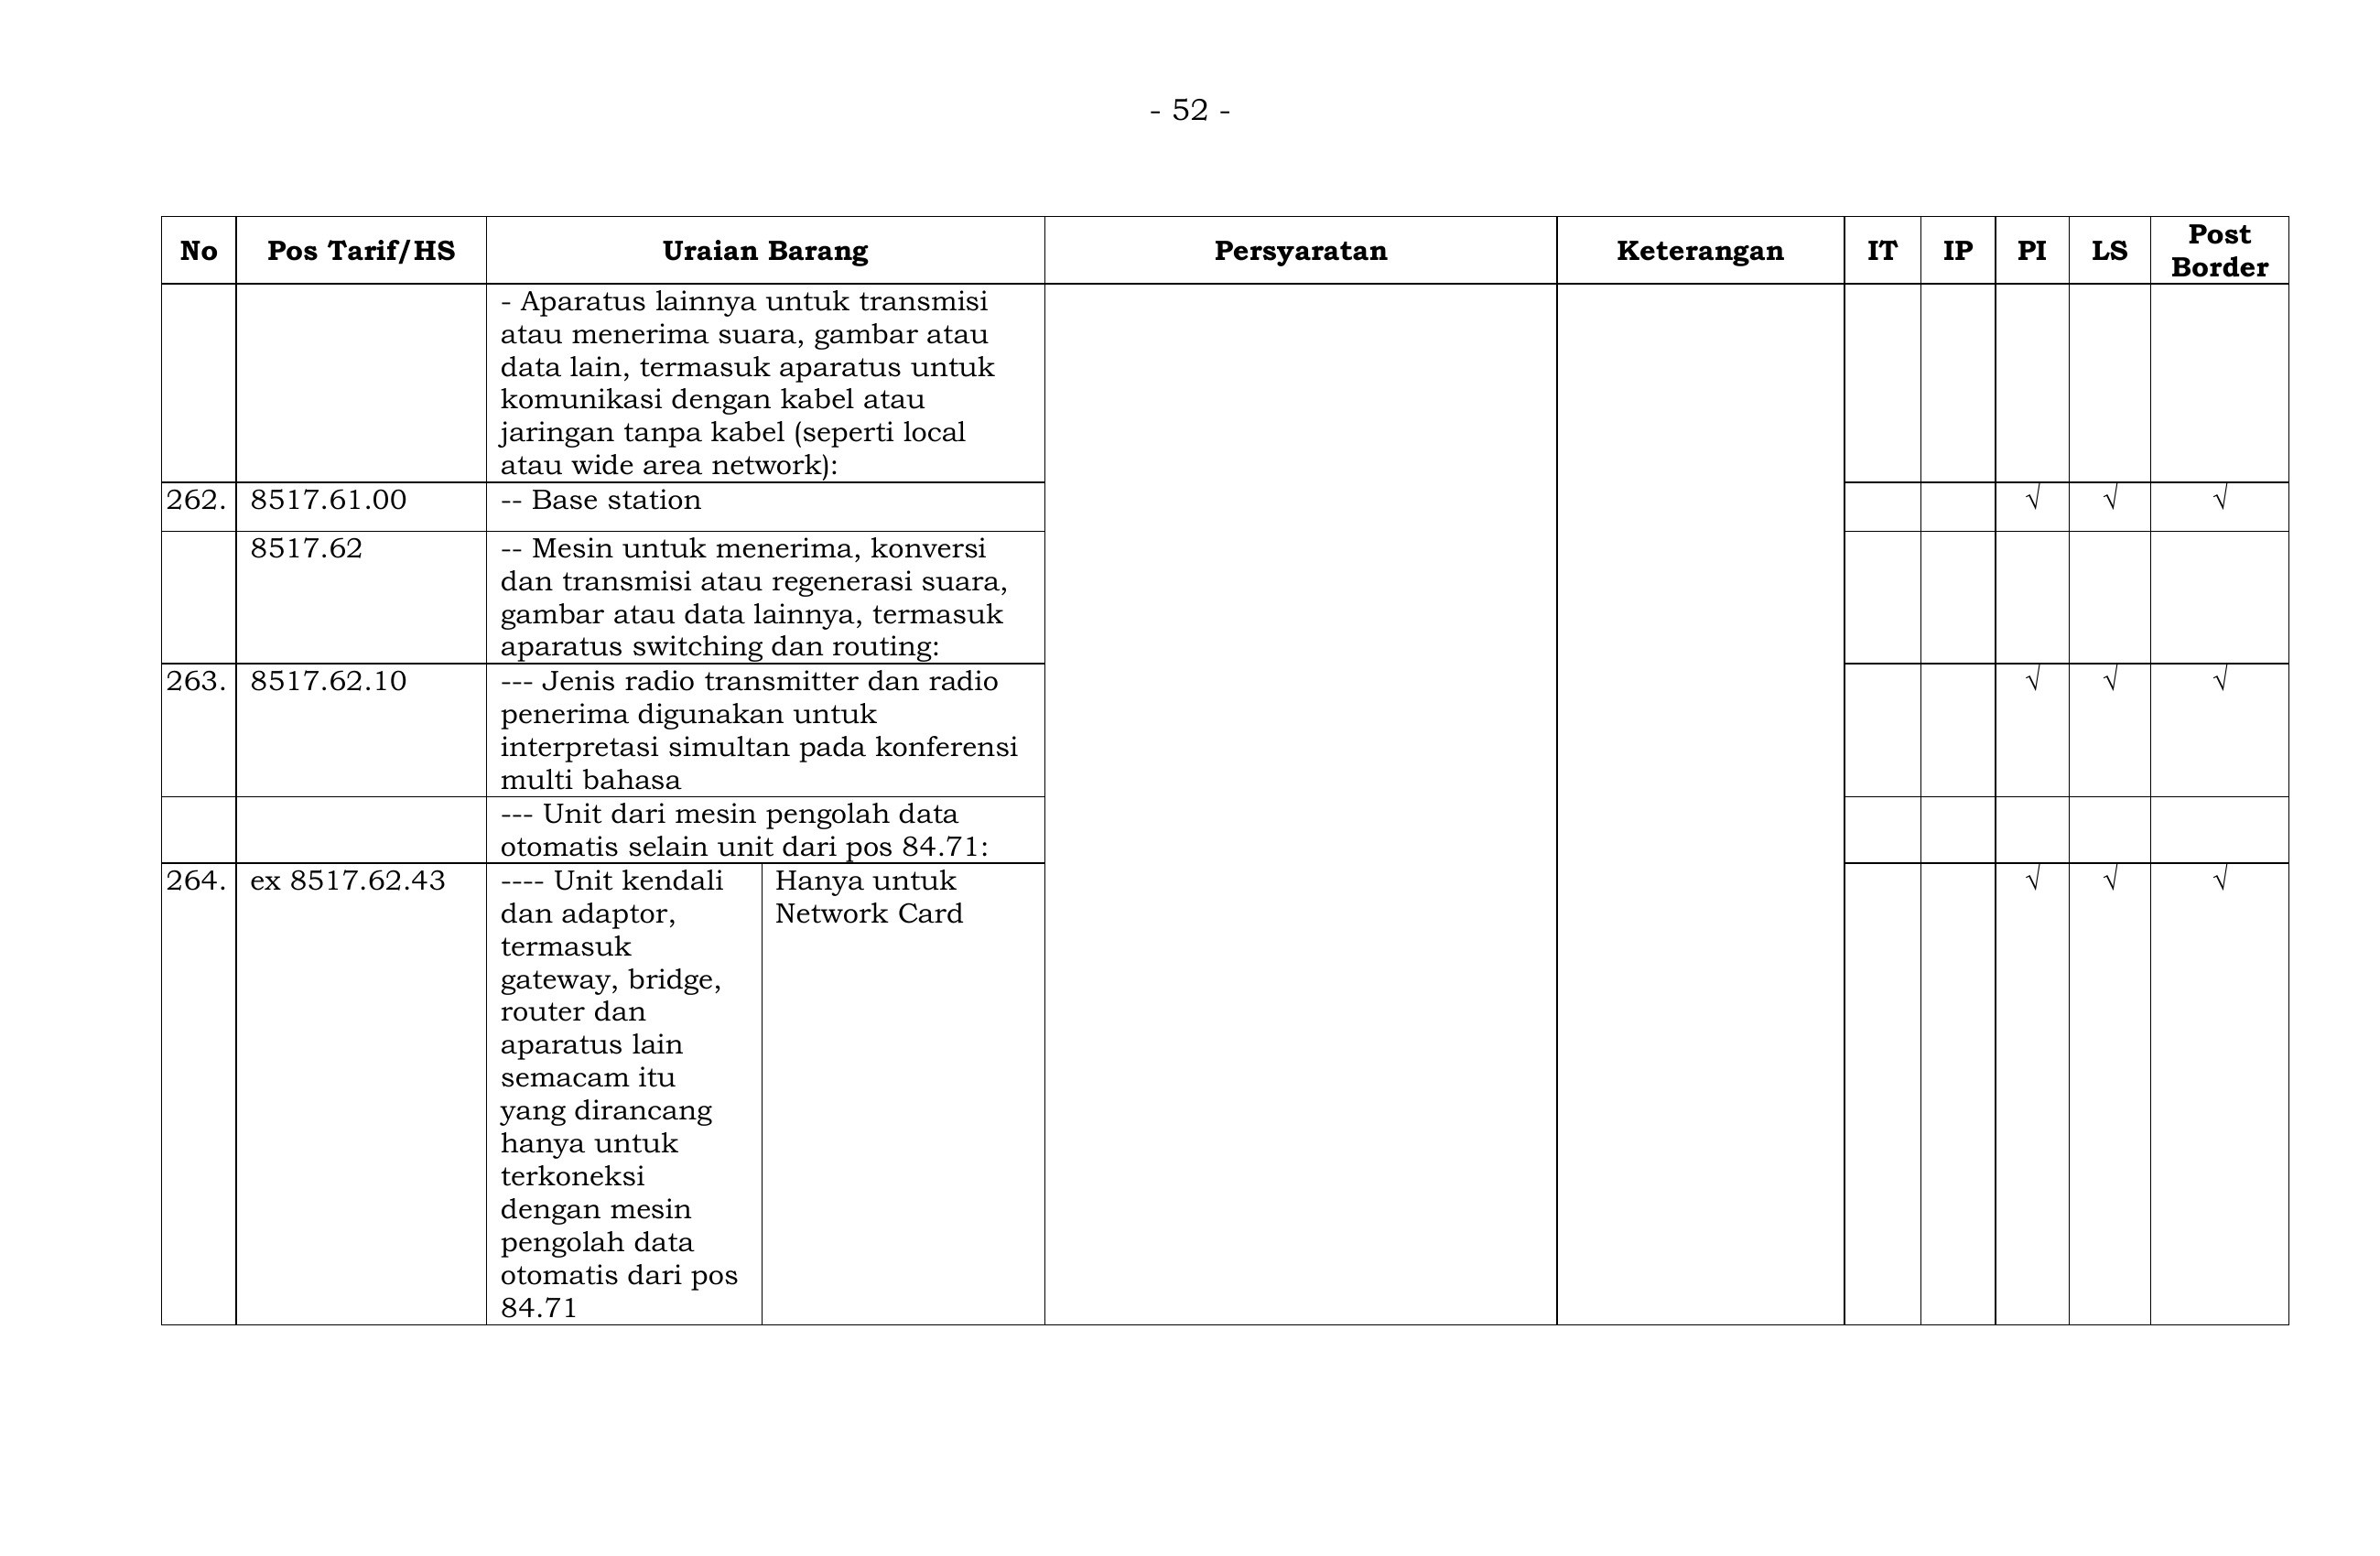 - 52 -
No Pos Tarif/HS Uraian Barang Persyaratan Keterangan IT IP PI LS Post Border
- Aparatus lainnya untuk transmisi
atau menerima suara, gambar atau
data lain, termasuk aparatus untuk
komunikasi dengan kabel atau
jaringan tanpa kabel (seperti local
atau wide area network):
262. 8517.61.00 -- Base station √ √ √
8517.62 -- Mesin untuk menerima, konversi
dan transmisi atau regenerasi suara,
gambar atau data lainnya, termasuk
aparatus switching dan routing:
263. 8517.62.10 --- Jenis radio transmitter dan radio √ √ √
penerima digunakan untuk
interpretasi simultan pada konferensi
multi bahasa
--- Unit dari mesin pengolah data
otomatis selain unit dari pos 84.71:
264. ex 8517.62.43 ---- Unit kendali Hanya untuk √ √ √
dan adaptor, Network Card
termasuk
gateway, bridge,
router dan
aparatus lain
semacam itu
yang dirancang
hanya untuk
terkoneksi
dengan mesin
pengolah data
otomatis dari pos
84.71